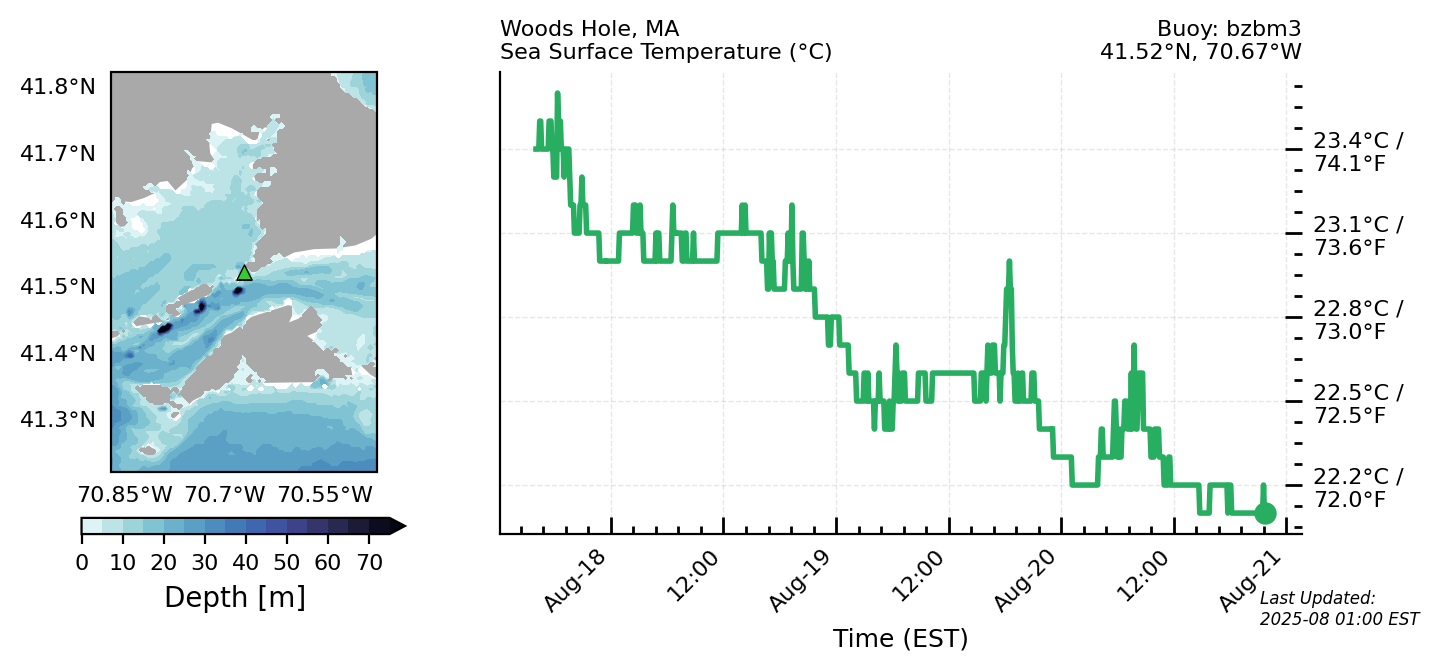 Woods Hole, MA
Sea Surface Temperature (°C)
Buoy: bzbm3
41.52°N, 70.67°W
41.8°N
41.7°N
41.6°N
41.5°N
41.4°N
41.3°N
70.85°W 70.7°W 70.55°W
0 10 20 30 40 50 60 70
Depth [m]
23.4°C /
74.1°F
23.1°C /
73.6°F
22.8°C /
73.0°F
22.5°C /
72.5°F
22.2°C /
72.0°F
Aug-18 12:00 Aug-19 12:00 Aug-20 12:00 Aug-21
Time (EST)
Last Updated:
2025-08 01:00 EST